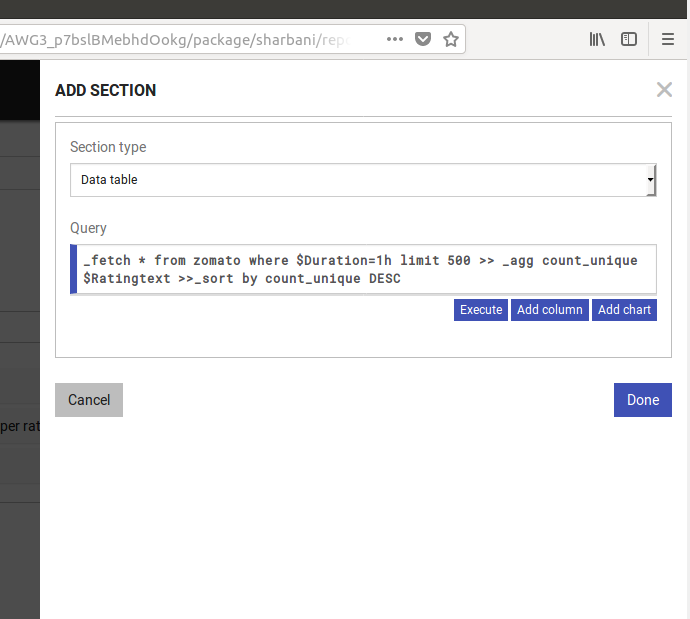 /AWG3_p7bslBMebhdOokg/package/sharbani/repo
ADD SECTION
Section type
Data table
Query
_fetch * from zomato where $Duration=1h limit 500 >> _agg count_unique
$Ratingtext >>_sort by count_unique DESC
Execute Add column Add chart
Cancel Done
per rat